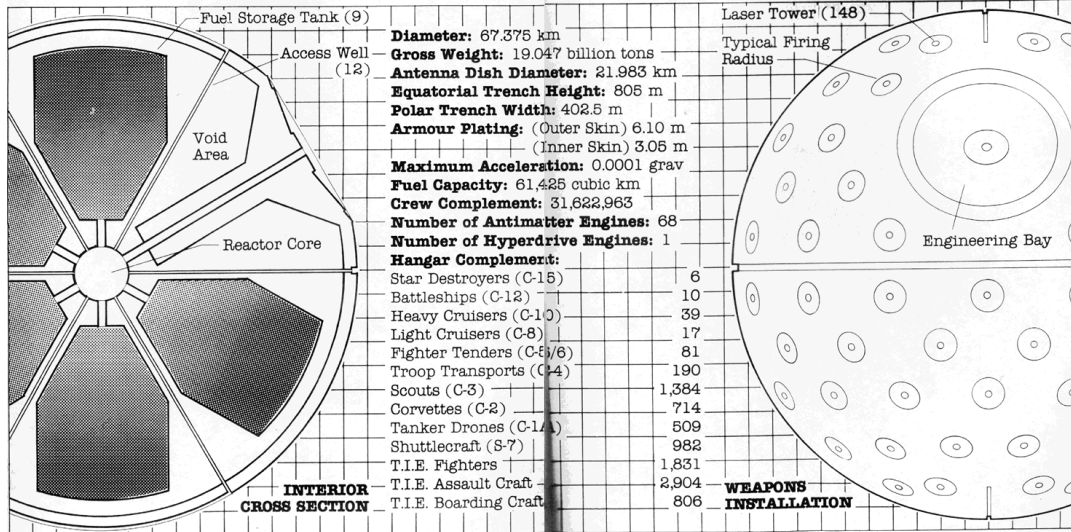 Fuel Storage Tank (9)
Access Well
(12)
Void
Area
Reactor Core
INTERIOR
CROSS SECTION
Diameter: 67.375 km
Gross Weight: 19.047 billion tons
Antenna Dish Diameter: 21.983 km
Equatorial Trench Height: 805 m
Polar Trench Width: 402.5 m
Armour Plating: (Outer Skin) 6.10 m
(Inner Skin) 3.05 m
Maximum Acceleration: 0.0001 grav
Fuel Capacity: 61,425 cubic km
Crew Complement: 31,622,963
Number of Antimatter Engines: 68
Number of Hyperdrive Engines: 1
Hangar Complement:
Star Destroyers (C-15) 6
Battleships (C-12) 10
Heavy Cruisers (C-10) 39
Light Cruisers (C-8) 17
Fighter Tenders (C-5/6) 81
Troop Transports (C-4) 190
Scouts (C-3) 1,384
Corvettes (C-2) 714
Tanker Drones (C-1A) 509
Shuttlecraft (S-7) 982
T.I.E. Fighters 1,831
T.I.E. Assault Craft 2,904
T.I.E. Boarding Craft 806
Laser Tower (148)
Typical Firing
Radius
Engineering Bay
WEAPONS
INSTALLATION